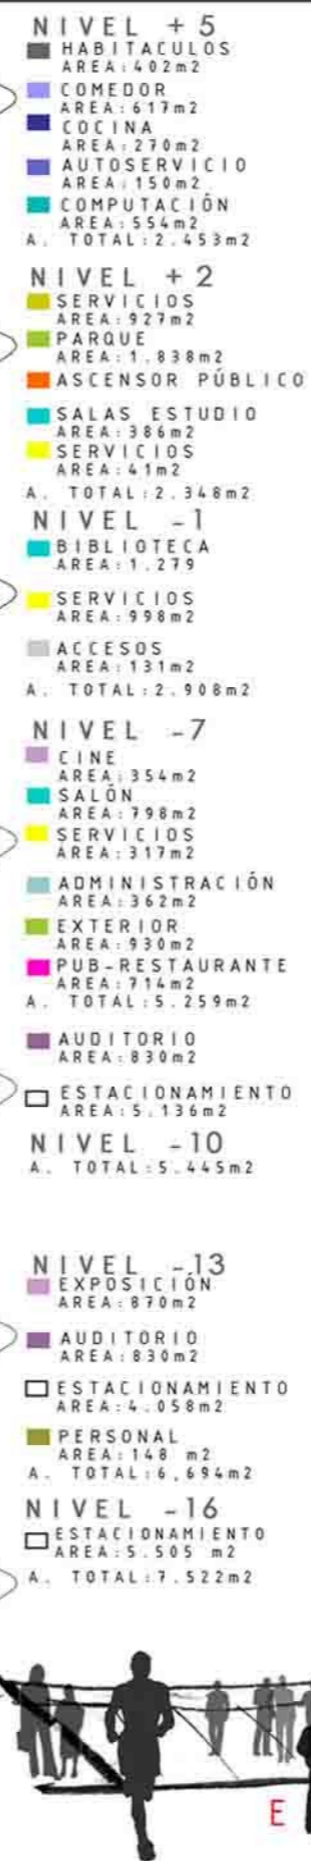 NIVEL +5
HABITACULOS
AREA:402m2
COMEDOR
AREA:617m2
COCINA
AREA:270m2
AUTOSERVICIO
AREA:150m2
COMPUTACIÓN
AREA:554m2
A. TOTAL:2.453m2
NIVEL +2
SERVICIOS
AREA:927m2
PARQUE
AREA:1.838m2
ASCENSOR PÚBLICO
SALAS ESTUDIO
AREA:386m2
SERVICIOS
AREA:41m2
A. TOTAL:2.348m2
NIVEL -1
BIBLIOTECA
AREA:1.279
SERVICIOS
AREA:998m2
ACCESOS
AREA:131m2
A. TOTAL:2.908m2
NIVEL -7
CINE
AREA:354m2
SALÓN
AREA:798m2
SERVICIOS
AREA:317m2
ADMINISTRACIÓN
AREA:362m2
EXTERIOR
AREA:930m2
PUB-RESTAURANTE
AREA:714m2
A. TOTAL:5.259m2
AUDITORIO
AREA:830m2
ESTACIONAMIENTO
AREA:5.136m2
NIVEL -10
A. TOTAL:5.445m2
NIVEL -13
EXPOSICIÓN
AREA:870m2
AUDITORIO
AREA:830m2
ESTACIONAMIENTO
AREA:4.058m2
PERSONAL
AREA:148 m2
A. TOTAL:6,694m2
NIVEL -16
ESTACIONAMIENTO
AREA:5.505 m2
A. TOTAL:7.522m2
E